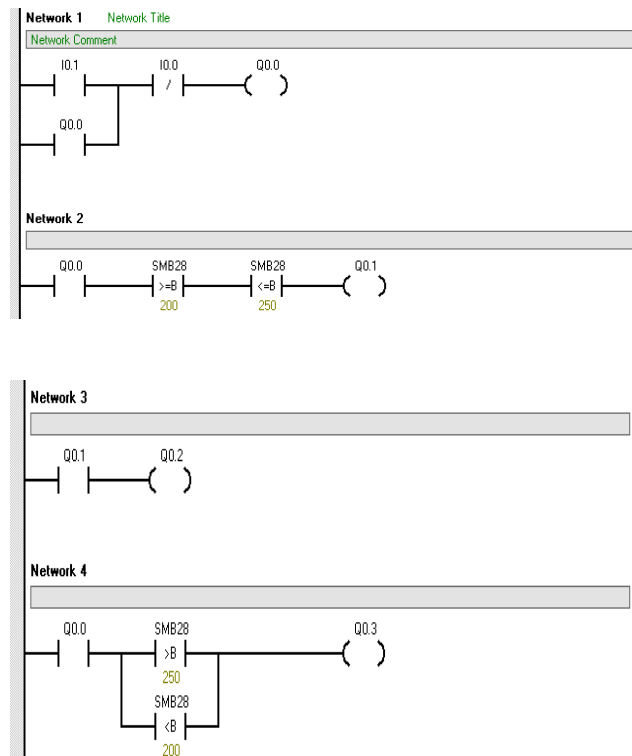 Network 1 Network Title
Network Comment
I0.1 I0.0 Q0.0
/
Q0.0
Network 2
Q0.0 SMB28 SMB28 Q0.1
>=B <=B
200 250
Network 3
Q0.1 Q0.2
Network 4
Q0.0 SMB28 Q0.3
>B
250
SMB28
<B
200